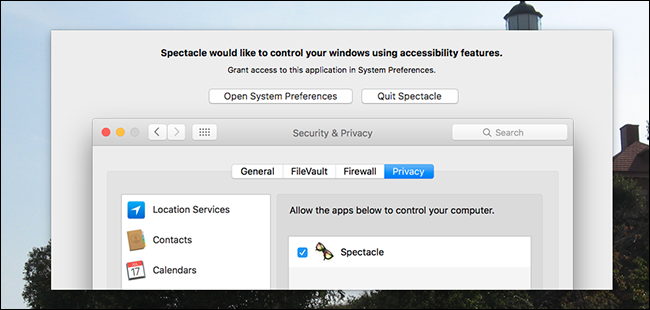 Spectacle would like to control your windows using accessibility features.
Grant access to this application in System Preferences.
Open System Preferences Quit Spectacle
Security & Privacy Search
General FileVault Firewall Privacy
Location Services
Allow the apps below to control your computer.
Contacts
Spectacle
JUL
17
Calendars